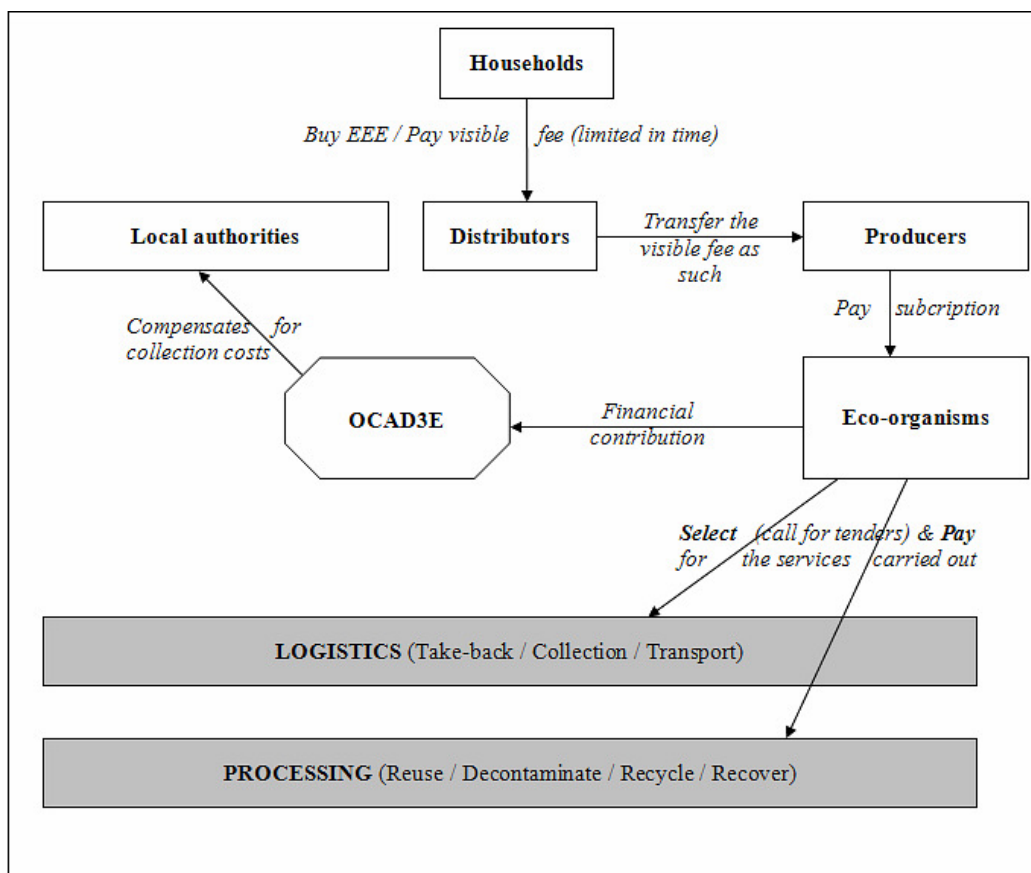 Households
Buy EEE / Pay visible fee (limited in time)
Local authorities
Distributors
Transfer the
visible fee as
such
Producers
Pay subcription
Compensates for
collection costs
OCAD3E
Financial
contribution
Eco-organisms
Select (call for tenders) & Pay
for the services carried out
LOGISTICS (Take-back / Collection / Transport)
PROCESSING (Reuse / Decontaminate / Recycle / Recover)